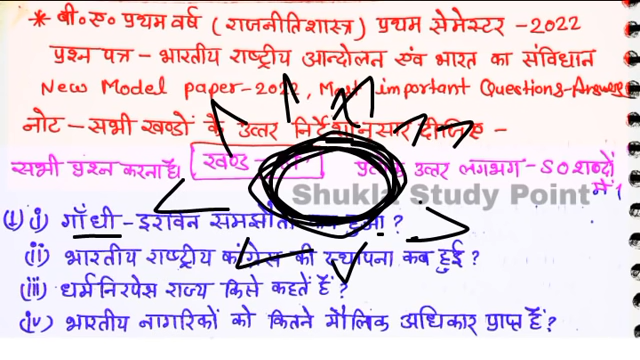 * बी०ए० प्रथम वर्ष (राजनीतिशास्त्र) प्रथम सेमेस्टर -2022
प्रश्न पत्र - भारतीय राष्ट्रीय आन्दोलन एंव भारत का संविधान
New Model paper-2022, Most important Questions-Answer
नोट - सभी खण्डों के उत्तर निर्देशानुसार दीजिए -
सभी प्रश्न करना है। खण्ड - उत्तर लगभग - 50 शब्दों में।
Shukla Study Point
(1) (i) गाँधी - इरविन समझौता कब हुआ ?
(ii) भारतीय राष्ट्रीय कांग्रेस की स्थापना कब हुई ?
(iii) धर्मनिरपेस राज्य किसे कहतें हैं ?
(iv) भारतीय नागरिकों को कितने मौलिक अधिकार प्राप्त हैं ?